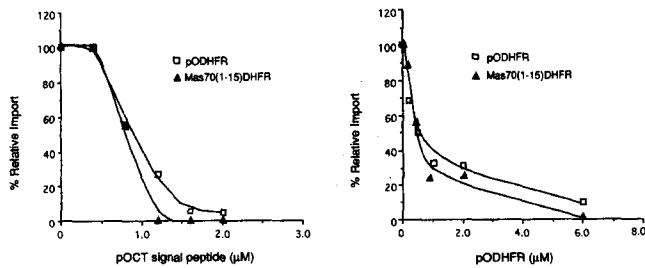 120
100
80
60
40
20
0
% Relative Import
pODHFR
Mas70(1-15)DHFR
0
1.0
2.0
3.0
pOCT signal peptide (μM)
120
100
80
60
40
20
0
% Relative Import
pODHFR
Mas70(1-15)DHFR
0
2.0
4.0
6.0
8.0
pODHFR (μM)